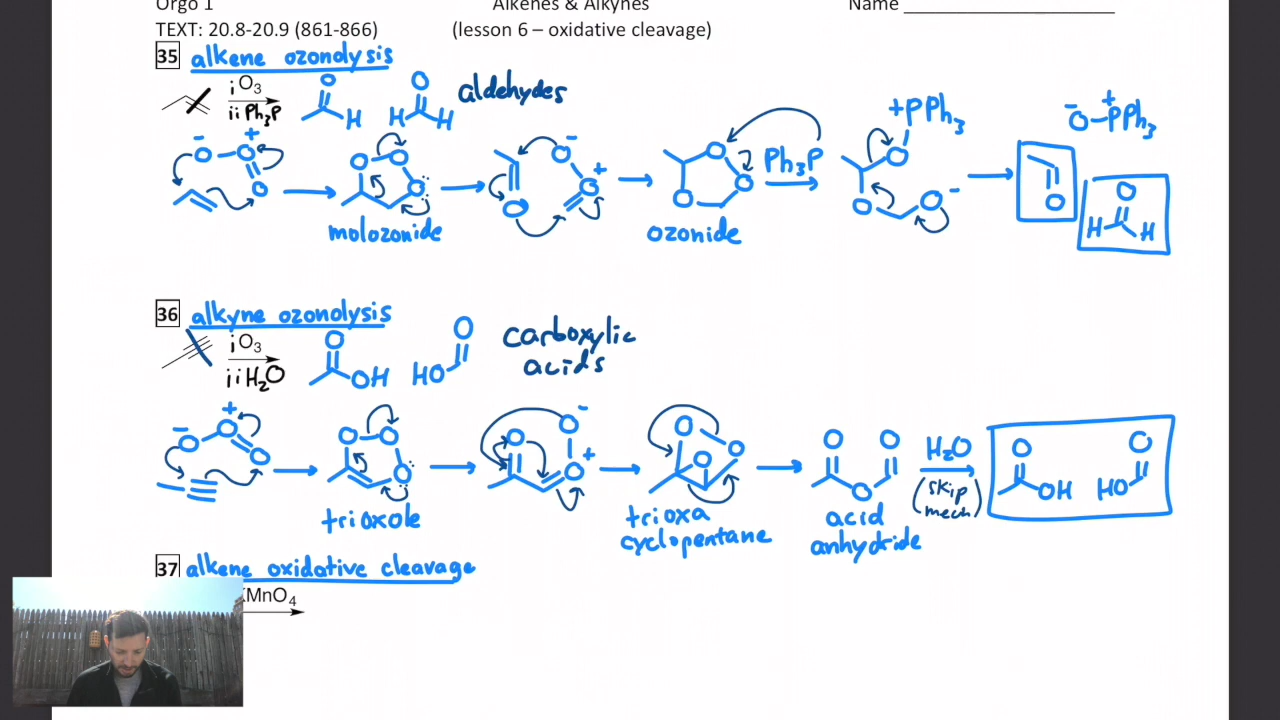 Orgo 1 Alkenes & Alkynes Name
TEXT: 20.8-20.9 (861-866) (lesson 6 – oxidative cleavage)
35 alkene ozonolysis
i O3
ii Ph3P
O H H O H aldehydes
- O + O O
O O O
O - O + O
O O O
Ph3P
+PPh3 O O O -
O
- O + PPh3
O H H
molozonide ozonide
36 alkyne ozonolysis
i O3
ii H2O
O OH HO O
carboxylic
acids
- O + O O
O O O
O O - O +
O O O
O O O
H2O
(skip
mech)
O OH HO O
trioxole
trioxa
cyclopentane
acid
anhydride
37 alkene oxidative cleavage
KMnO4